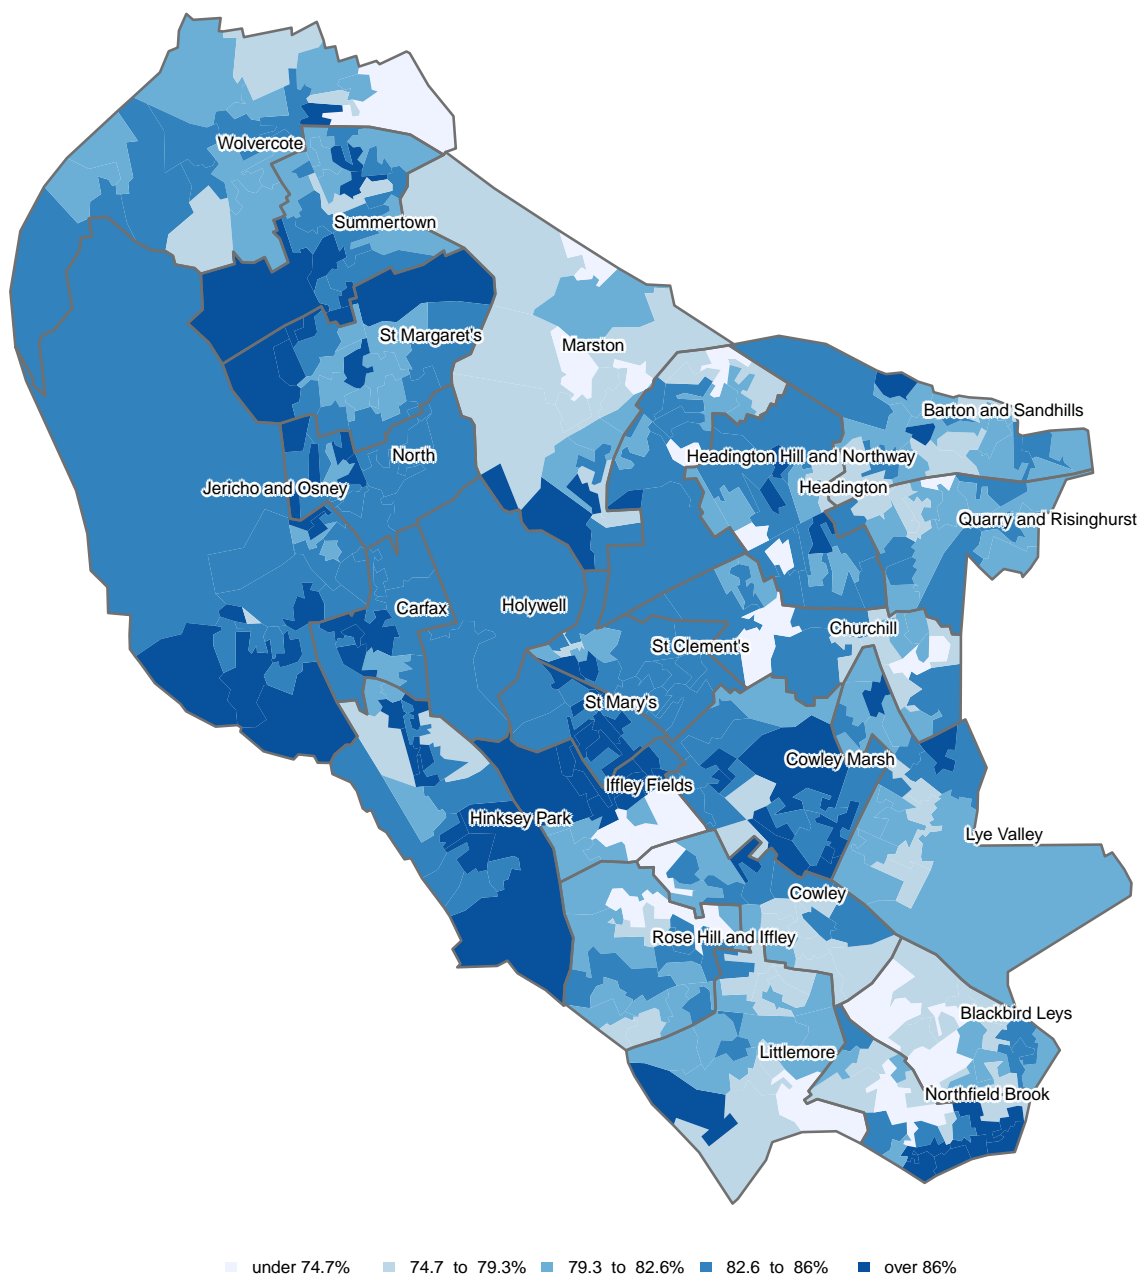 Wolvercote
Summertown
St Margaret's
Marston
Barton and Sandhills
North
Headington Hill and Northway
Jericho and Osney
Headington
Quarry and Risinghurst
Carfax
Holywell
Churchill
St Clement's
St Mary's
Cowley Marsh
Iffley Fields
Hinksey Park
Lye Valley
Cowley
Rose Hill and Iffley
Blackbird Leys
Littlemore
Northfield Brook
under 74.7% 74.7 to 79.3% 79.3 to 82.6% 82.6 to 86% over 86%